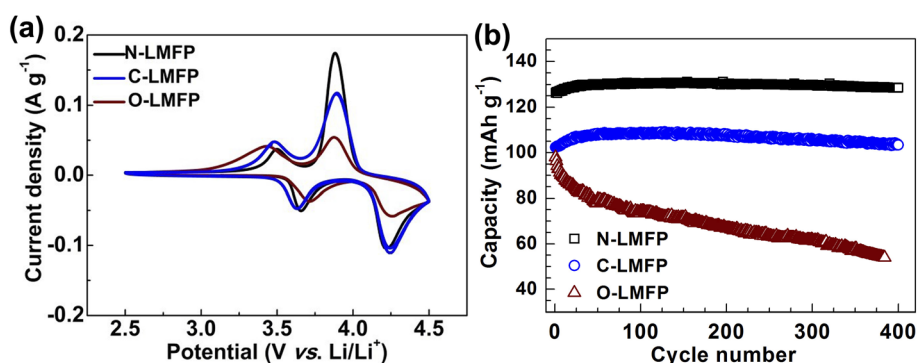 (a)
N-LMFP
C-LMFP
O-LMFP
Current density (A g⁻¹)
0.2
0.1
0.0
-0.1
-0.2
2.5 3.0 3.5 4.0 4.5
Potential (V vs. Li/Li⁺)
(b)
Capacity (mAh g⁻¹)
140
120
100
80
60
40
N-LMFP
C-LMFP
O-LMFP
0 100 200 300 400
Cycle number